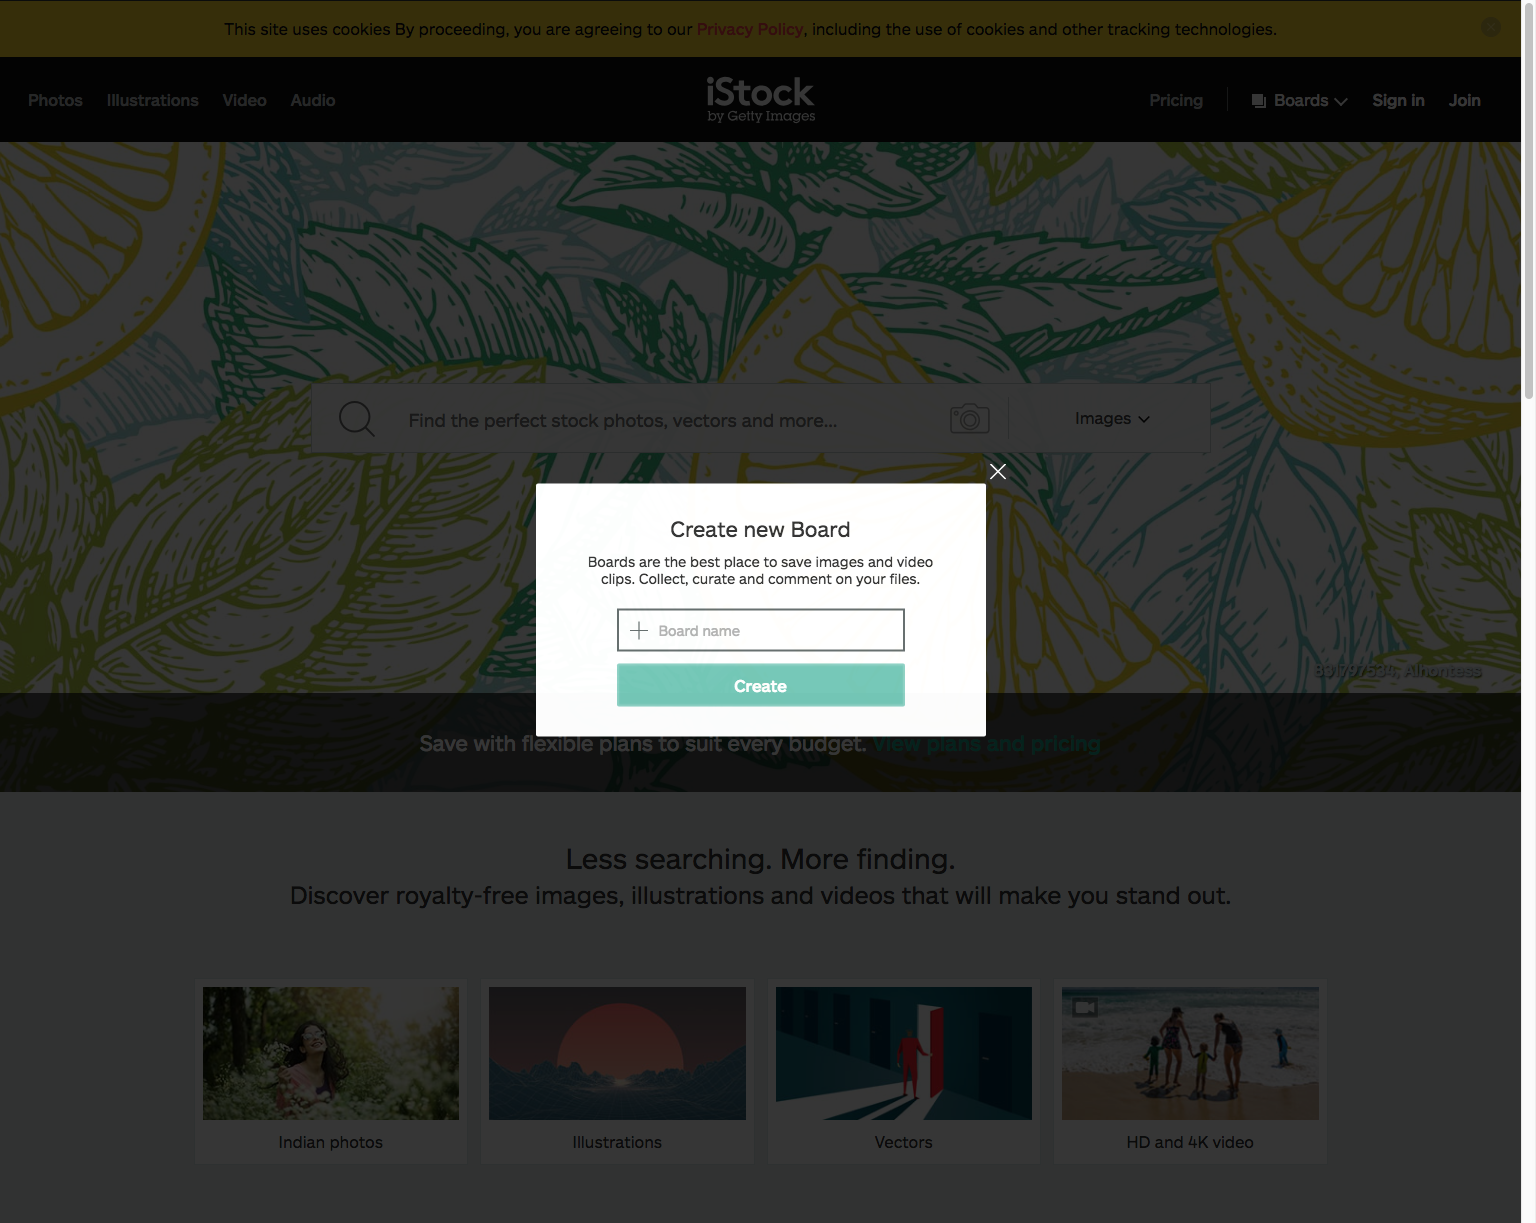 This site uses cookies By proceeding, you are agreeing to our Privacy Policy, including the use of cookies and other tracking technologies.
Photos Illustrations Video Audio
iStock
by Getty Images
Pricing Boards Sign in Join
Find the perfect stock photos, vectors and more...
Images
Create new Board
Boards are the best place to save images and video
clips. Collect, curate and comment on your files.
Board name
Create
831797534, Alhontess
Save with flexible plans to suit every budget. View plans and pricing
Less searching. More finding.
Discover royalty-free images, illustrations and videos that will make you stand out.
Indian photos
Illustrations
Vectors
HD and 4K video